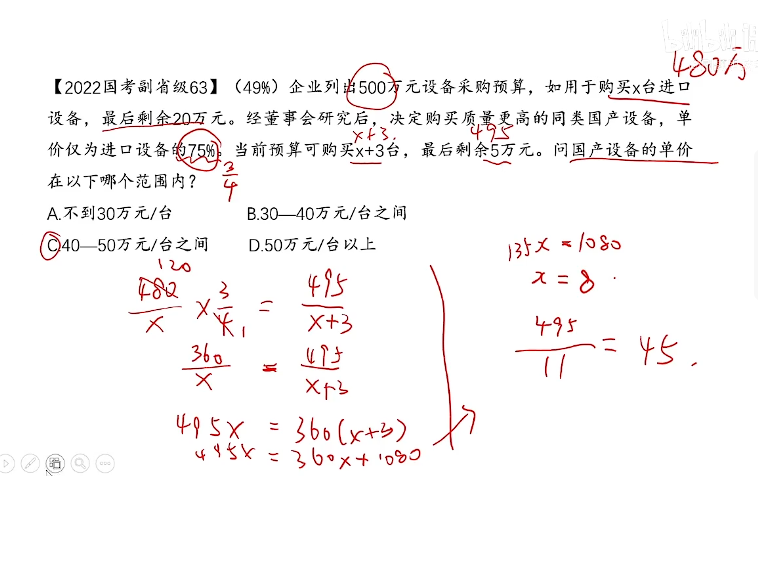 bilibili
480万
【2022国考副省级63】（49%）企业列出500万元设备采购预算，如用于购买x台进口
设备，最后剩余20万元。经董事会研究后，决定购买质量更高的同类国产设备，单
x+3. 495
价仅为进口设备的75%。当前预算可购买x+3台，最后剩余5万元。问国产设备的单价
3/4
在以下哪个范围内？
A.不到30万元/台 B.30—40万元/台之间
C.40—50万元/台之间 D.50万元/台以上
120
480/x × 3/4 1 = 495/x+3
360/x = 495/x+3
495x = 360(x+3)
495x = 360x+1080
135x = 1080
x = 8
495/11 = 45.